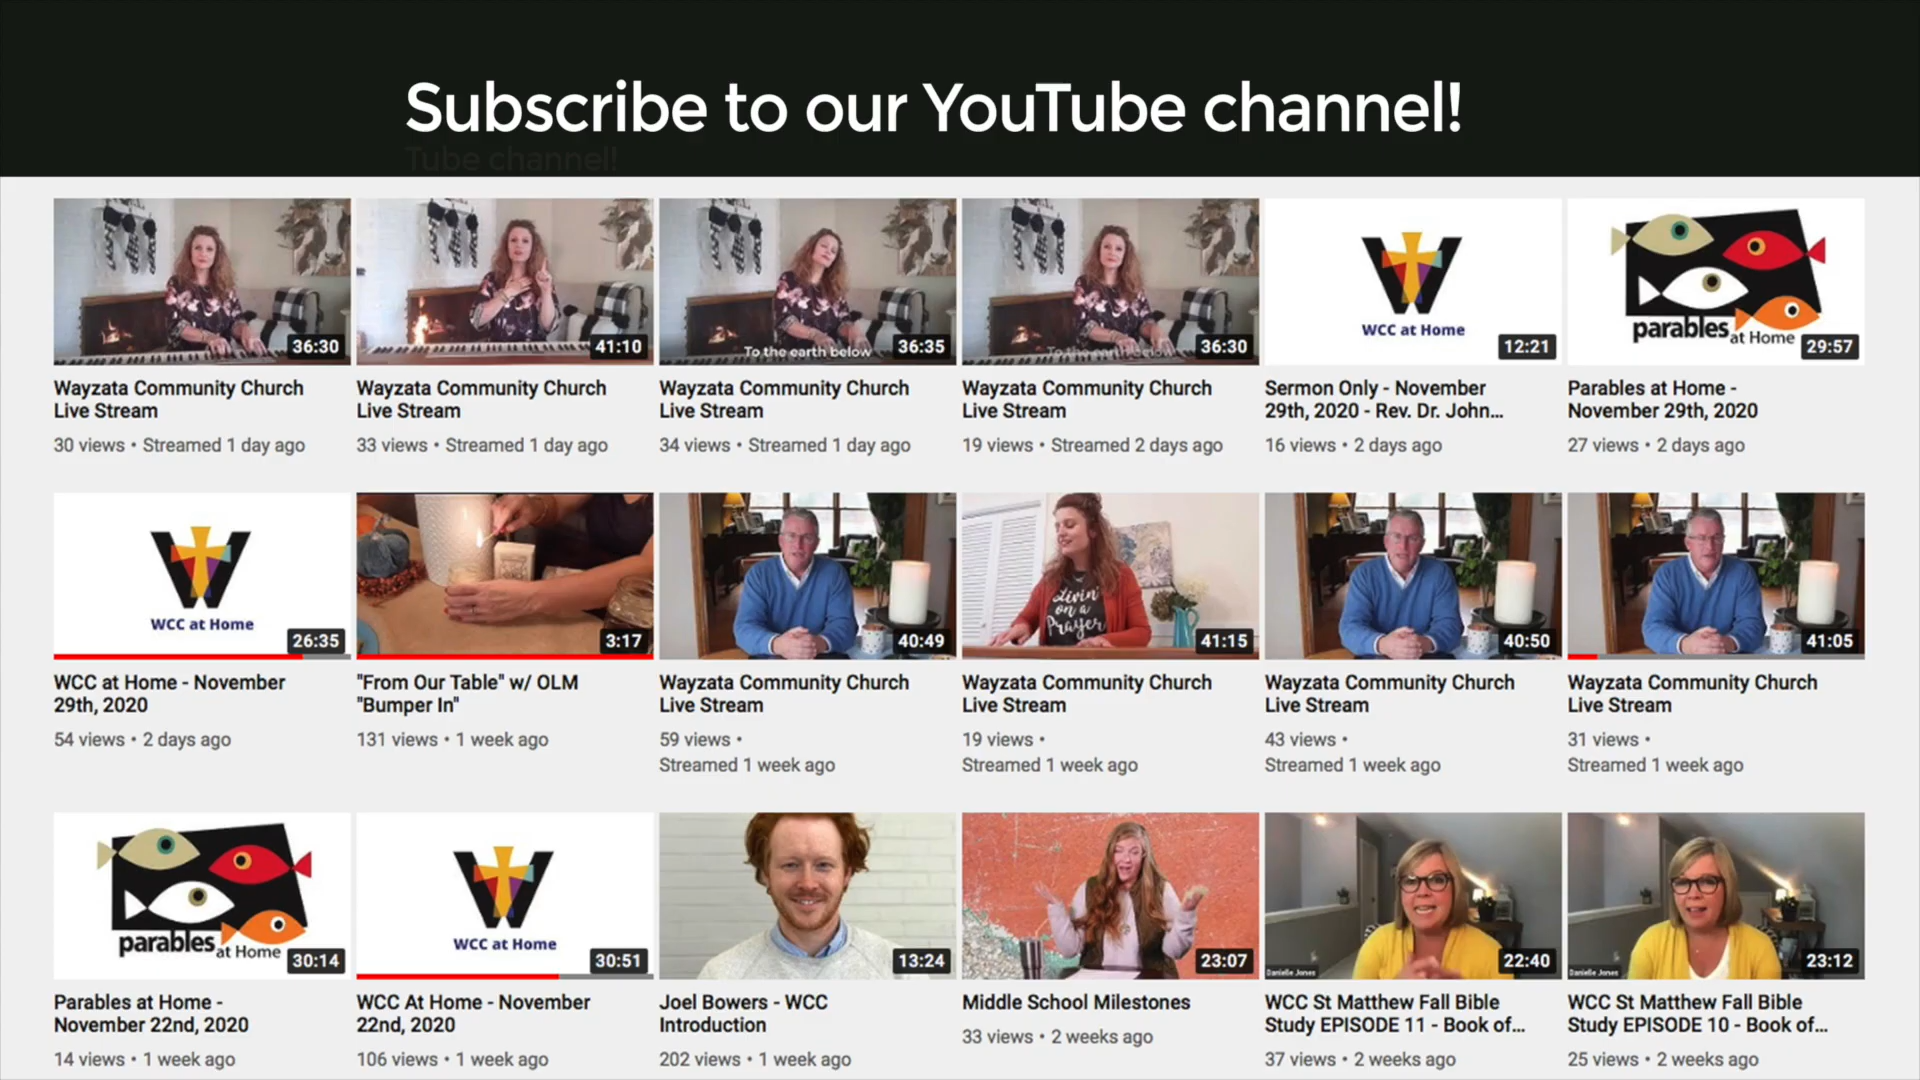 Subscribe to our YouTube channel!
Tube channel!
36:30
41:10
To the earth below
36:35
To the earth below
36:30
WCC at Home
12:21
parables at Home
29:57
Wayzata Community Church
Live Stream
30 views • Streamed 1 day ago
Wayzata Community Church
Live Stream
33 views • Streamed 1 day ago
Wayzata Community Church
Live Stream
34 views • Streamed 1 day ago
Wayzata Community Church
Live Stream
19 views • Streamed 2 days ago
Sermon Only - November
29th, 2020 - Rev. Dr. John...
16 views • 2 days ago
Parables at Home -
November 29th, 2020
27 views • 2 days ago
WCC at Home
26:35
3:17
40:49
Livin'
on a
Prayer
41:15
40:50
41:05
WCC at Home - November
29th, 2020
54 views • 2 days ago
"From Our Table" w/ OLM
"Bumper In"
131 views • 1 week ago
Wayzata Community Church
Live Stream
59 views •
Streamed 1 week ago
Wayzata Community Church
Live Stream
19 views •
Streamed 1 week ago
Wayzata Community Church
Live Stream
43 views •
Streamed 1 week ago
Wayzata Community Church
Live Stream
31 views •
Streamed 1 week ago
parables at Home
30:14
WCC at Home
30:51
13:24
23:07
Danielle Jones
22:40
Danielle Jones
23:12
Parables at Home -
November 22nd, 2020
14 views • 1 week ago
WCC At Home - November
22nd, 2020
106 views • 1 week ago
Joel Bowers - WCC
Introduction
202 views • 1 week ago
Middle School Milestones
33 views • 2 weeks ago
WCC St Matthew Fall Bible
Study EPISODE 11 - Book of...
37 views • 2 weeks ago
WCC St Matthew Fall Bible
Study EPISODE 10 - Book of...
25 views • 2 weeks ago